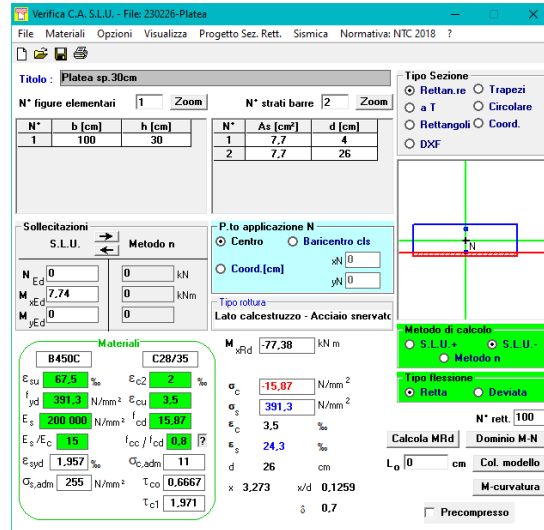 Verifica C.A. S.L.U. - File: 230226-Platea
File Materiali Opzioni Visualizza Progetto Sez. Rett. Sismica Normativa: NTC 2018 ?
Titolo : Platea sp.30cm
N° figure elementari 1 Zoom N° strati barre 2 Zoom
N° b [cm] h [cm]
1 100 30
N° As [cm²] d [cm]
1 7,7 4
2 7,7 26
Tipo Sezione
Rettan.re Trapezi
a T Circolare
Rettangoli Coord.
DXF
Sollecitazioni
S.L.U. Metodo n
N Ed 0 0 kN
M xEd 7,74 0 kNm
M yEd 0 0
P.to applicazione N
Centro Baricentro cls
Coord.[cm] xN 0
yN 0
Tipo rottura
Lato calcestruzzo - Acciaio snervato
N
Metodo di calcolo
S.L.U.+ S.L.U.-
Metodo n
Tipo flessione
Retta Deviata
Materiali
B450C C28/35
εsu 67,5 ‰ εc2 2 ‰
fyd 391,3 N/mm² εcu 3,5
Es 200 000 N/mm² fcd 15,87
Es /Ec 15 fcc / fcd 0,8 ?
εsyd 1,957 ‰ σc,adm 11
σs,adm 255 N/mm² τco 0,6667
τc1 1,971
M xRd -77,38 kN m
σc -15,87 N/mm²
σs 391,3 N/mm²
εc 3,5 ‰
εs 24,3 ‰
d 26 cm
x 3,273 x/d 0,1259
δ 0,7
N° rett. 100
Calcola MRd Dominio M-N
Lo 0 cm Col. modello
M-curvatura
Precompresso